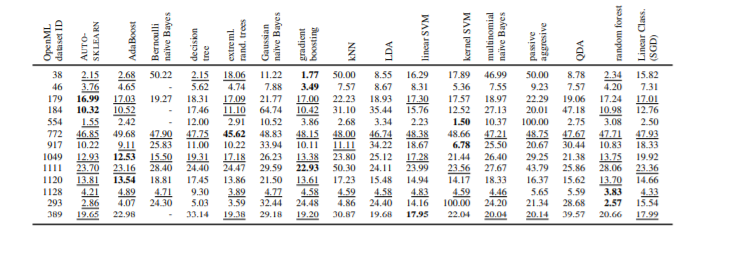 OpenML dataset ID AUTO-SKLEARN AdaBoost Bernoulli naïve Bayes decision tree extreml. rand. trees Gaussian naïve Bayes gradient boosting kNN LDA linear SVM kernel SVM multinomial naïve Bayes passive aggresive QDA random forest Linear Class. (SGD)
38 2.15 2.68 50.22 2.15 18.06 11.22 1.77 50.00 8.55 16.29 17.89 46.99 50.00 8.78 2.34 15.82
46 3.76 4.65 - 5.62 4.74 7.88 3.49 7.57 8.67 8.31 5.36 7.55 9.23 7.57 4.20 7.31
179 16.99 17.03 19.27 18.31 17.09 21.77 17.00 22.23 18.93 17.30 17.57 18.97 22.29 19.06 17.24 17.01
184 10.32 10.52 - 17.46 11.10 64.74 10.42 31.10 35.44 15.76 12.52 27.13 20.01 47.18 10.98 12.76
554 1.55 2.42 - 12.00 2.91 10.52 3.86 2.68 3.34 2.23 1.50 10.37 100.00 2.75 3.08 2.50
772 46.85 49.68 47.90 47.75 45.62 48.83 48.15 48.00 46.74 48.38 48.66 47.21 48.75 47.67 47.71 47.93
917 10.22 9.11 25.83 11.00 10.22 33.94 10.11 11.11 34.22 18.67 6.78 25.50 20.67 30.44 10.83 18.33
1049 12.93 12.53 15.50 19.31 17.18 26.23 13.38 23.80 25.12 17.28 21.44 26.40 29.25 21.38 13.75 19.92
1111 23.70 23.16 28.40 24.40 24.47 29.59 22.93 50.30 24.11 23.99 23.56 27.67 43.79 25.86 28.06 23.36
1120 13.81 13.54 18.81 17.45 13.86 21.50 13.61 17.23 15.48 14.94 14.17 18.33 16.37 15.62 13.70 14.66
1128 4.21 4.89 4.71 9.30 3.89 4.77 4.58 4.59 4.58 4.83 4.59 4.46 5.65 5.59 3.83 4.33
293 2.86 4.07 24.30 5.03 3.59 32.44 24.48 4.86 24.40 14.16 100.00 24.20 21.34 28.68 2.57 15.54
389 19.65 22.98 - 33.14 19.38 29.18 19.20 30.87 19.68 17.95 22.04 20.04 20.14 39.57 20.66 17.99